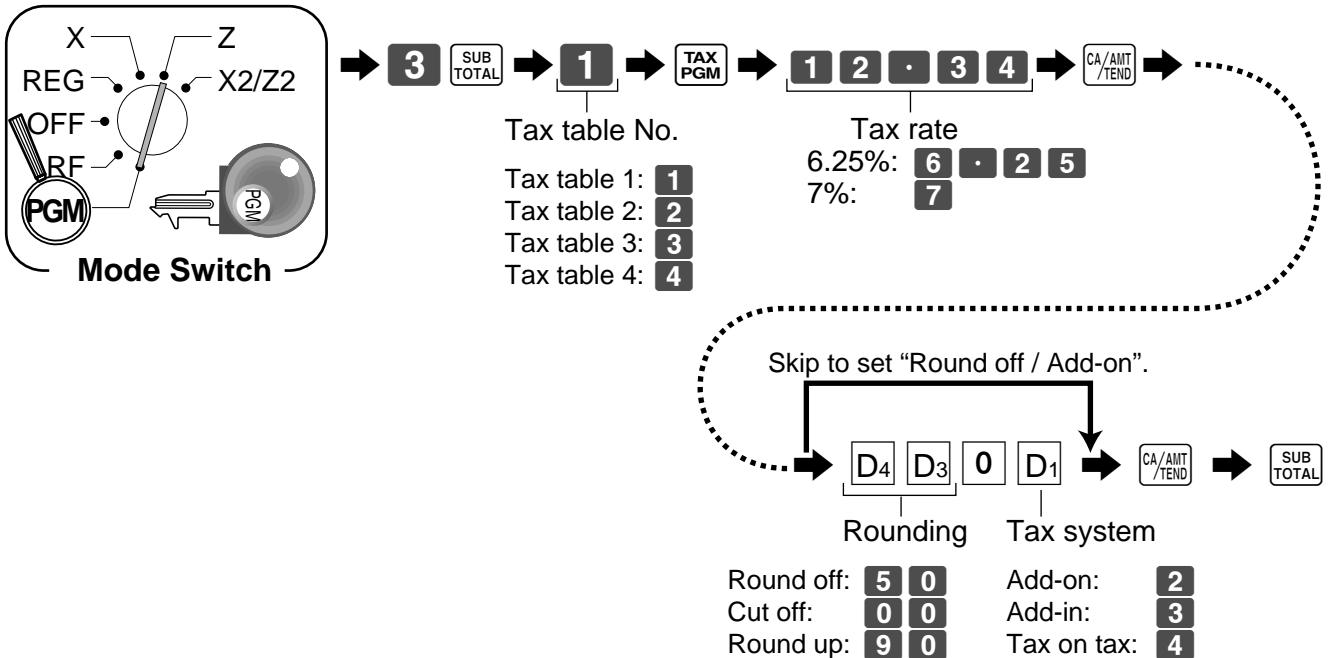 X Z
REG X2/Z2
OFF
RF
PGM PGM
Mode Switch
3 SUB TOTAL 1 TAX PGM 1 2 · 3 4 CA/AMT /TEND
Tax table No.
Tax table 1: 1
Tax table 2: 2
Tax table 3: 3
Tax table 4: 4
Tax rate
6.25%: 6 · 2 5
7%: 7
Skip to set “Round off / Add-on”.
D4 D3 0 D1 CA/AMT /TEND SUB TOTAL
Rounding Tax system
Round off: 5 0 Add-on: 2
Cut off: 0 0 Add-in: 3
Round up: 9 0 Tax on tax: 4